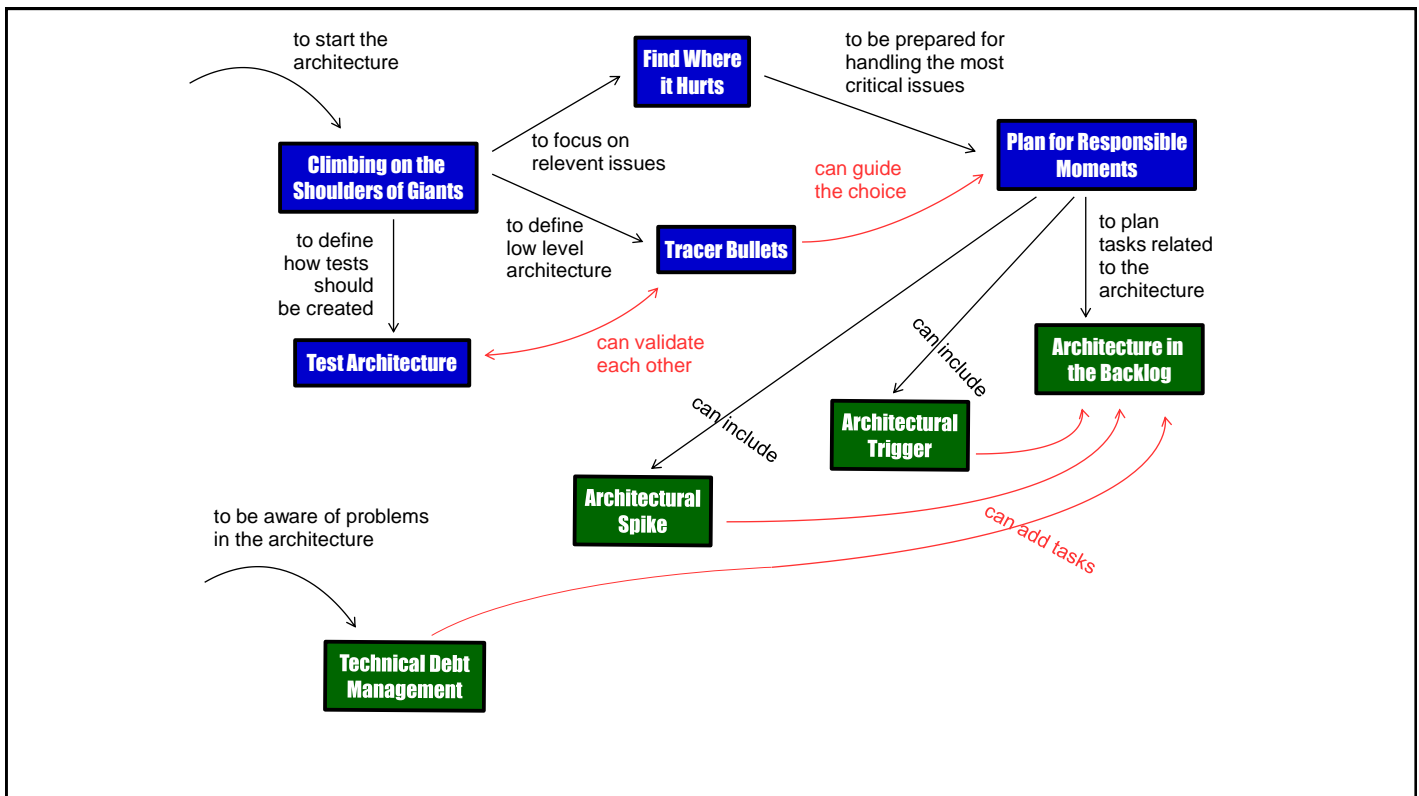 to start the
architecture
Find Where
it Hurts
to be prepared for
handling the most
critical issues
Climbing on the
Shoulders of Giants
to focus on
relevent issues
Plan for Responsible
Moments
can guide
the choice
to define
how tests
should
be created
to define
low level
architecture
Tracer Bullets
to plan
tasks related
to the
architecture
Test Architecture
can validate
each other
can include
can include
Architecture in
the Backlog
Architectural
Trigger
Architectural
Spike
can add tasks
to be aware of problems
in the architecture
Technical Debt
Management